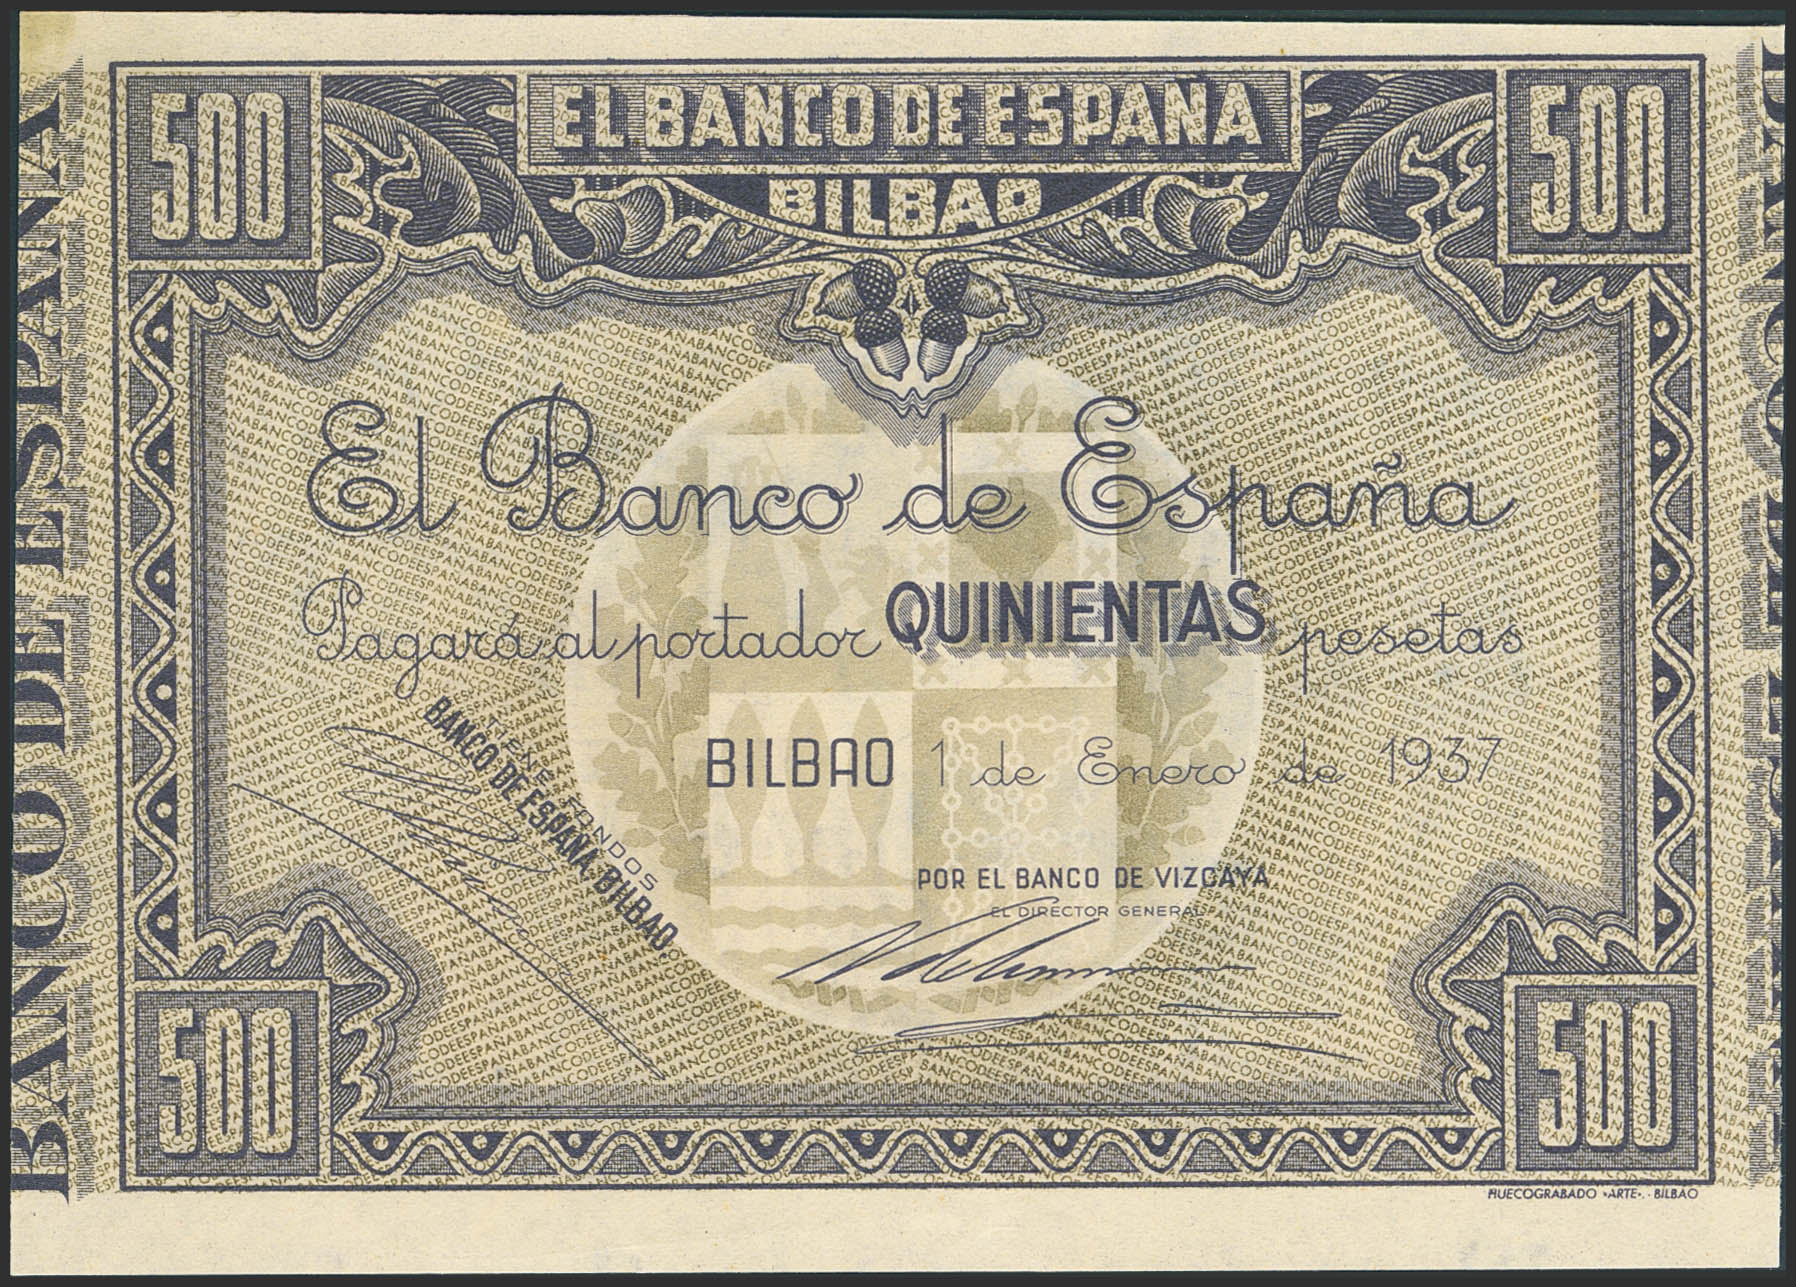 500 EL BANCO DE ESPAÑA 500
BILBAO
BANCO DE ESPAÑA
El Banco de España
Pagará al portador QUINIENTAS pesetas
BILBAO 1 de Enero de 1937
TIENE FONDOS
BANCO DE ESPAÑA-BILBAO
POR EL BANCO DE VIZCAYA
EL DIRECTOR GENERAL
500 500
HUECOGRABADO «ARTE».-BILBAO